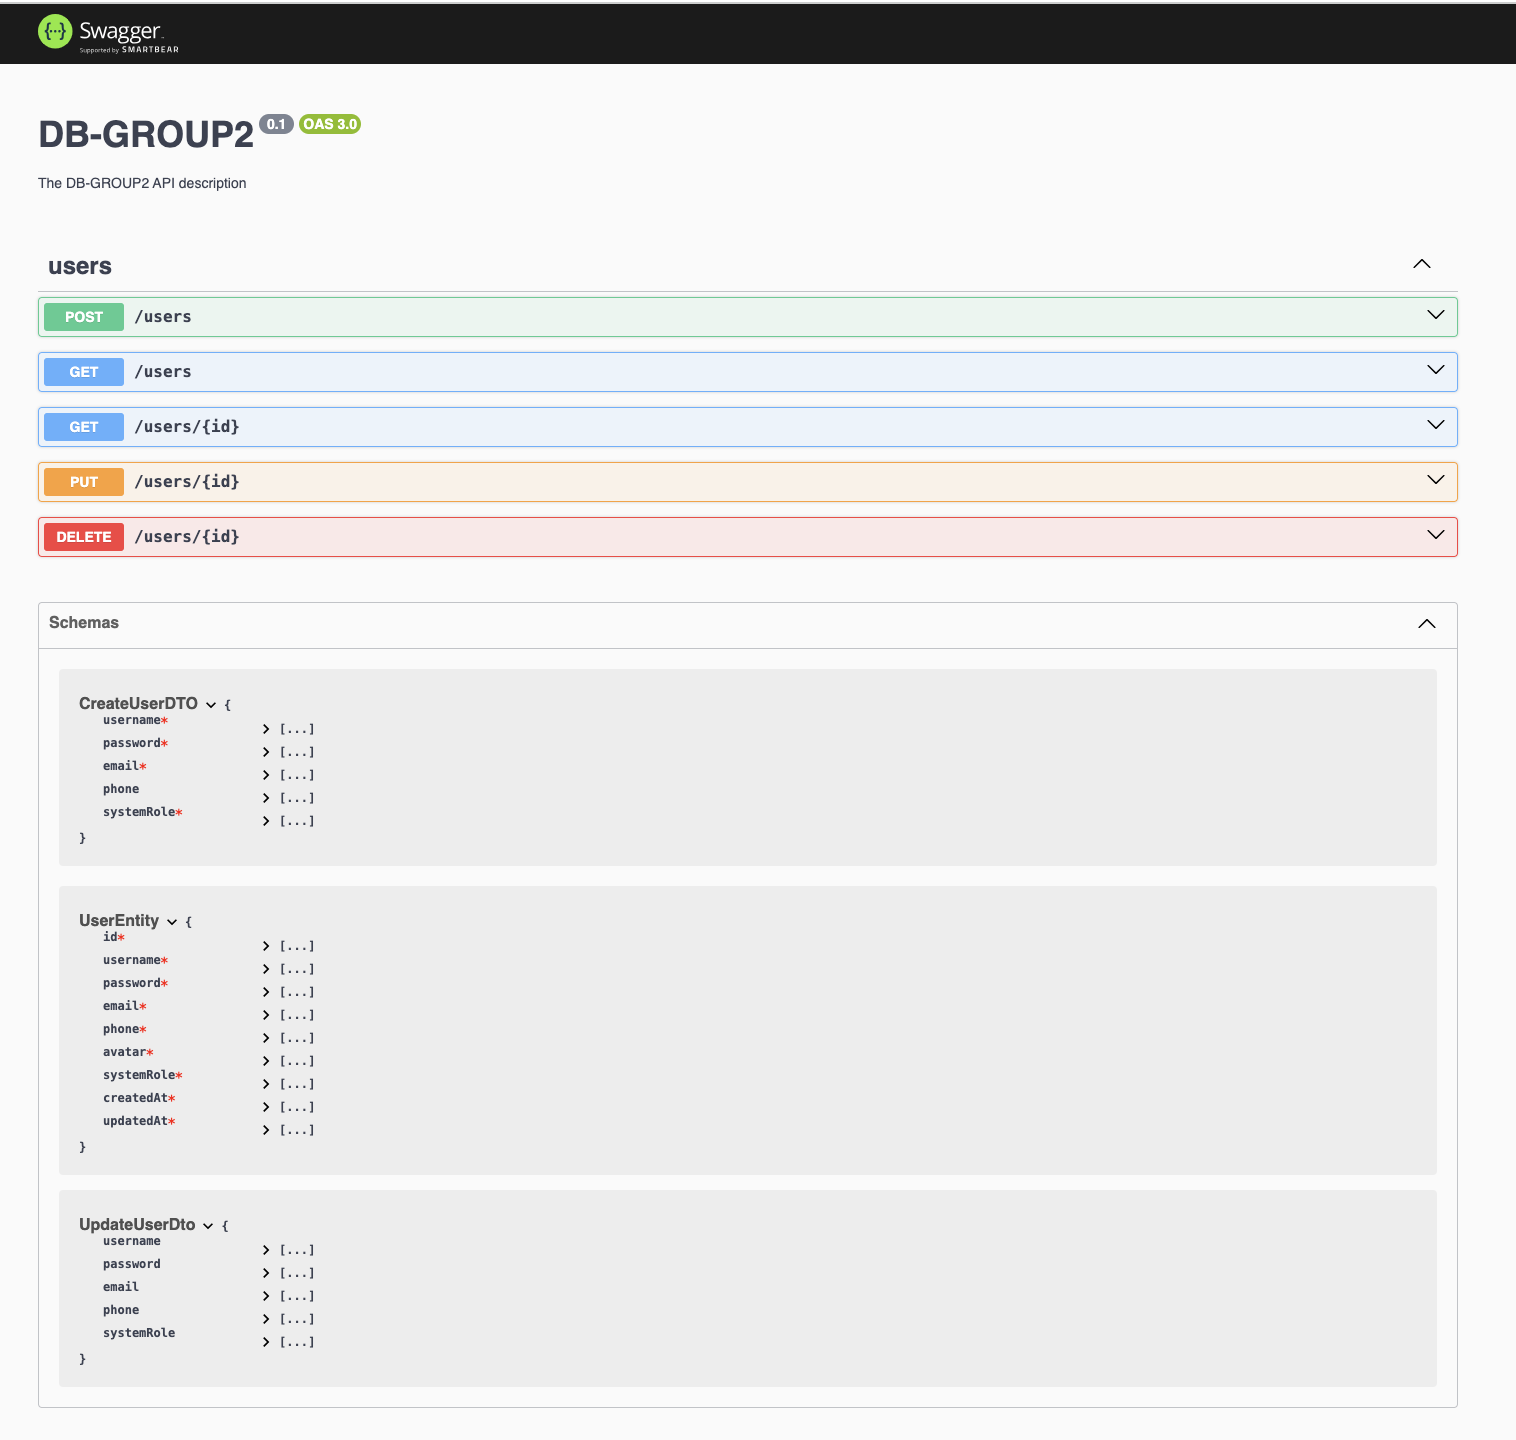 Swagger.
Supported by SMARTBEAR
DB-GROUP2 0.1 OAS 3.0
The DB-GROUP2 API description
users
POST /users
GET /users
GET /users/{id}
PUT /users/{id}
DELETE /users/{id}
Schemas
CreateUserDTO {
username* [...]
password* [...]
email* [...]
phone [...]
systemRole* [...]
}
UserEntity {
id* [...]
username* [...]
password* [...]
email* [...]
phone* [...]
avatar* [...]
systemRole* [...]
createdAt* [...]
updatedAt* [...]
}
UpdateUserDto {
username [...]
password [...]
email [...]
phone [...]
systemRole [...]
}